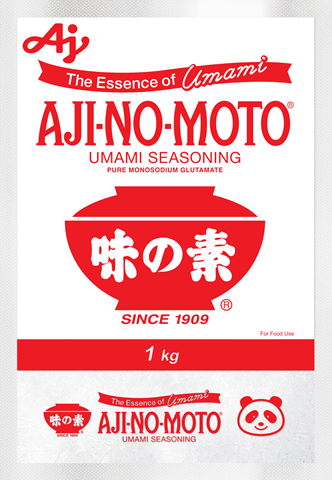 Aj
The Essence of Umami
AJI-NO-MOTO®
UMAMI SEASONING
PURE MONOSODIUM GLUTAMATE
味の素
®
SINCE 1909
For Food Use
1 kg
The Essence of Umami
味の素
SINCE 1909
AJI-NO-MOTO®
UMAMI SEASONING